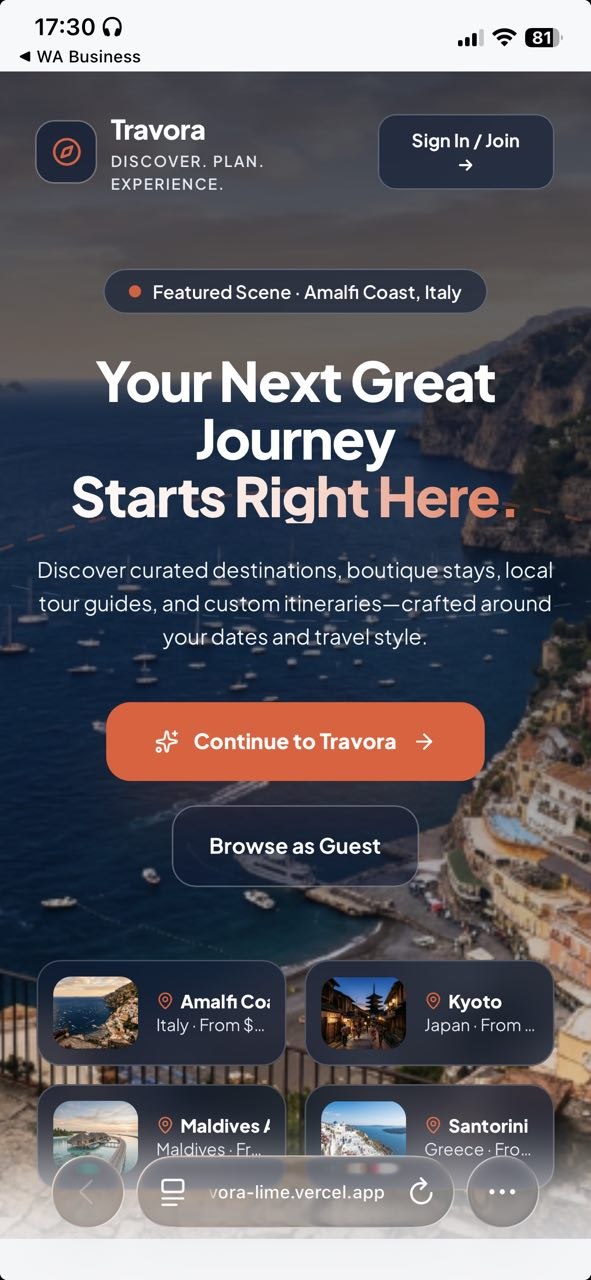 17:30
81
◀ WA Business
Travora
DISCOVER. PLAN.
EXPERIENCE.
Sign In / Join
→
Featured Scene · Amalfi Coast, Italy
Your Next Great
Journey
Starts Right Here.
Discover curated destinations, boutique stays, local
tour guides, and custom itineraries—crafted around
your dates and travel style.
Continue to Travora →
Browse as Guest
Amalfi Coa
Italy · From $...
Kyoto
Japan · From ...
Maldives A
Maldives · Fr...
Santorini
Greece · Fro...
vora-lime.vercel.app